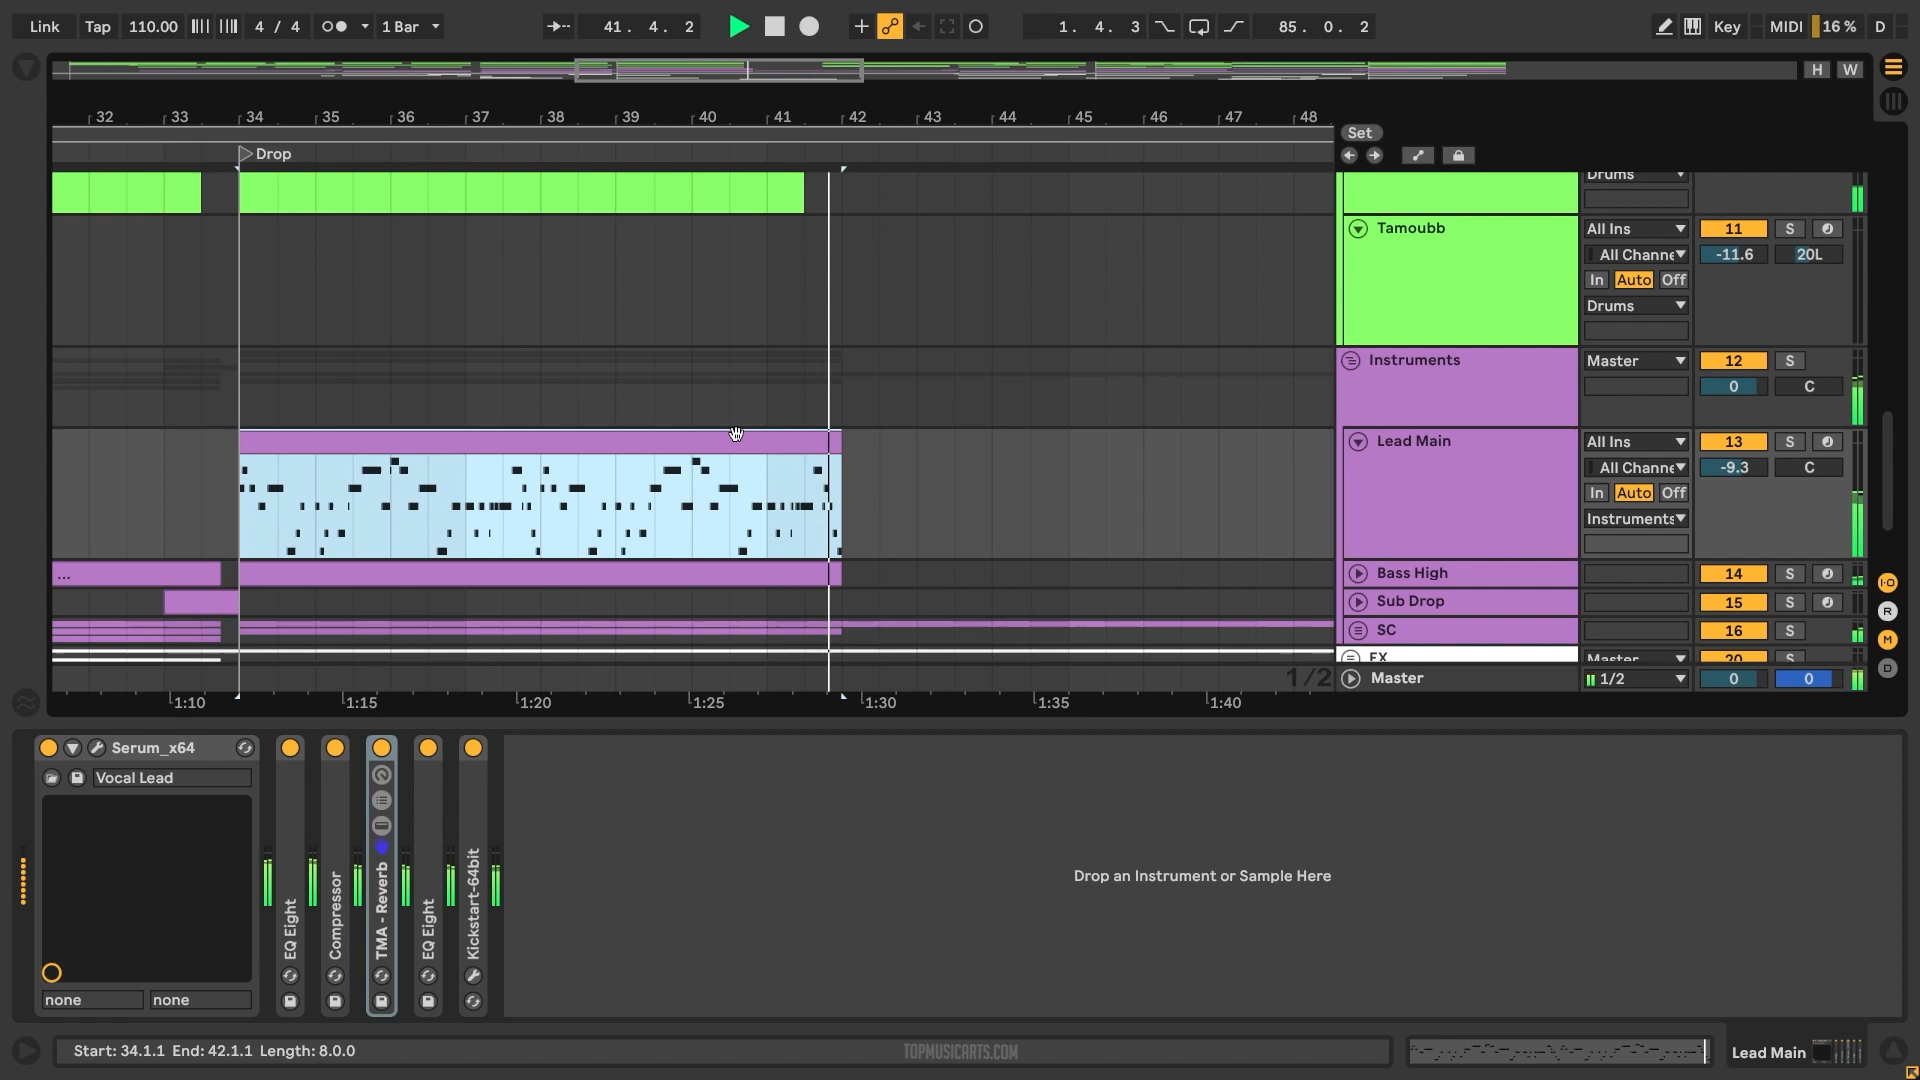 Link Tap 110.00 4 / 4 1 Bar 41. 4. 2 1. 4. 3 85. 0. 2 Key MIDI 16 % D
H W
32 33 34 35 36 37 38 39 40 41 42 43 44 45 46 47 48
Set
Drop
Drums
Tamoubb All Ins 11 S
All Channe -11.6 20L
In Auto Off
Drums
Instruments Master 12 S
0 C
Lead Main All Ins 13 S
All Channe -9.3 C
In Auto Off
Instruments
... Bass High 14 S
Sub Drop 15 S
SC 16 S
FX Master 20 S
1/2 Master 1/2 0 0
1:10 1:15 1:20 1:25 1:30 1:35 1:40
I·O
R
M
D
Serum_x64
Vocal Lead
none none
EQ Eight
Compressor
TMA - Reverb
EQ Eight
Kickstart-64bit
Drop an Instrument or Sample Here
Start: 34.1.1 End: 42.1.1 Length: 8.0.0
TOPMUSICARTS.COM
Lead Main